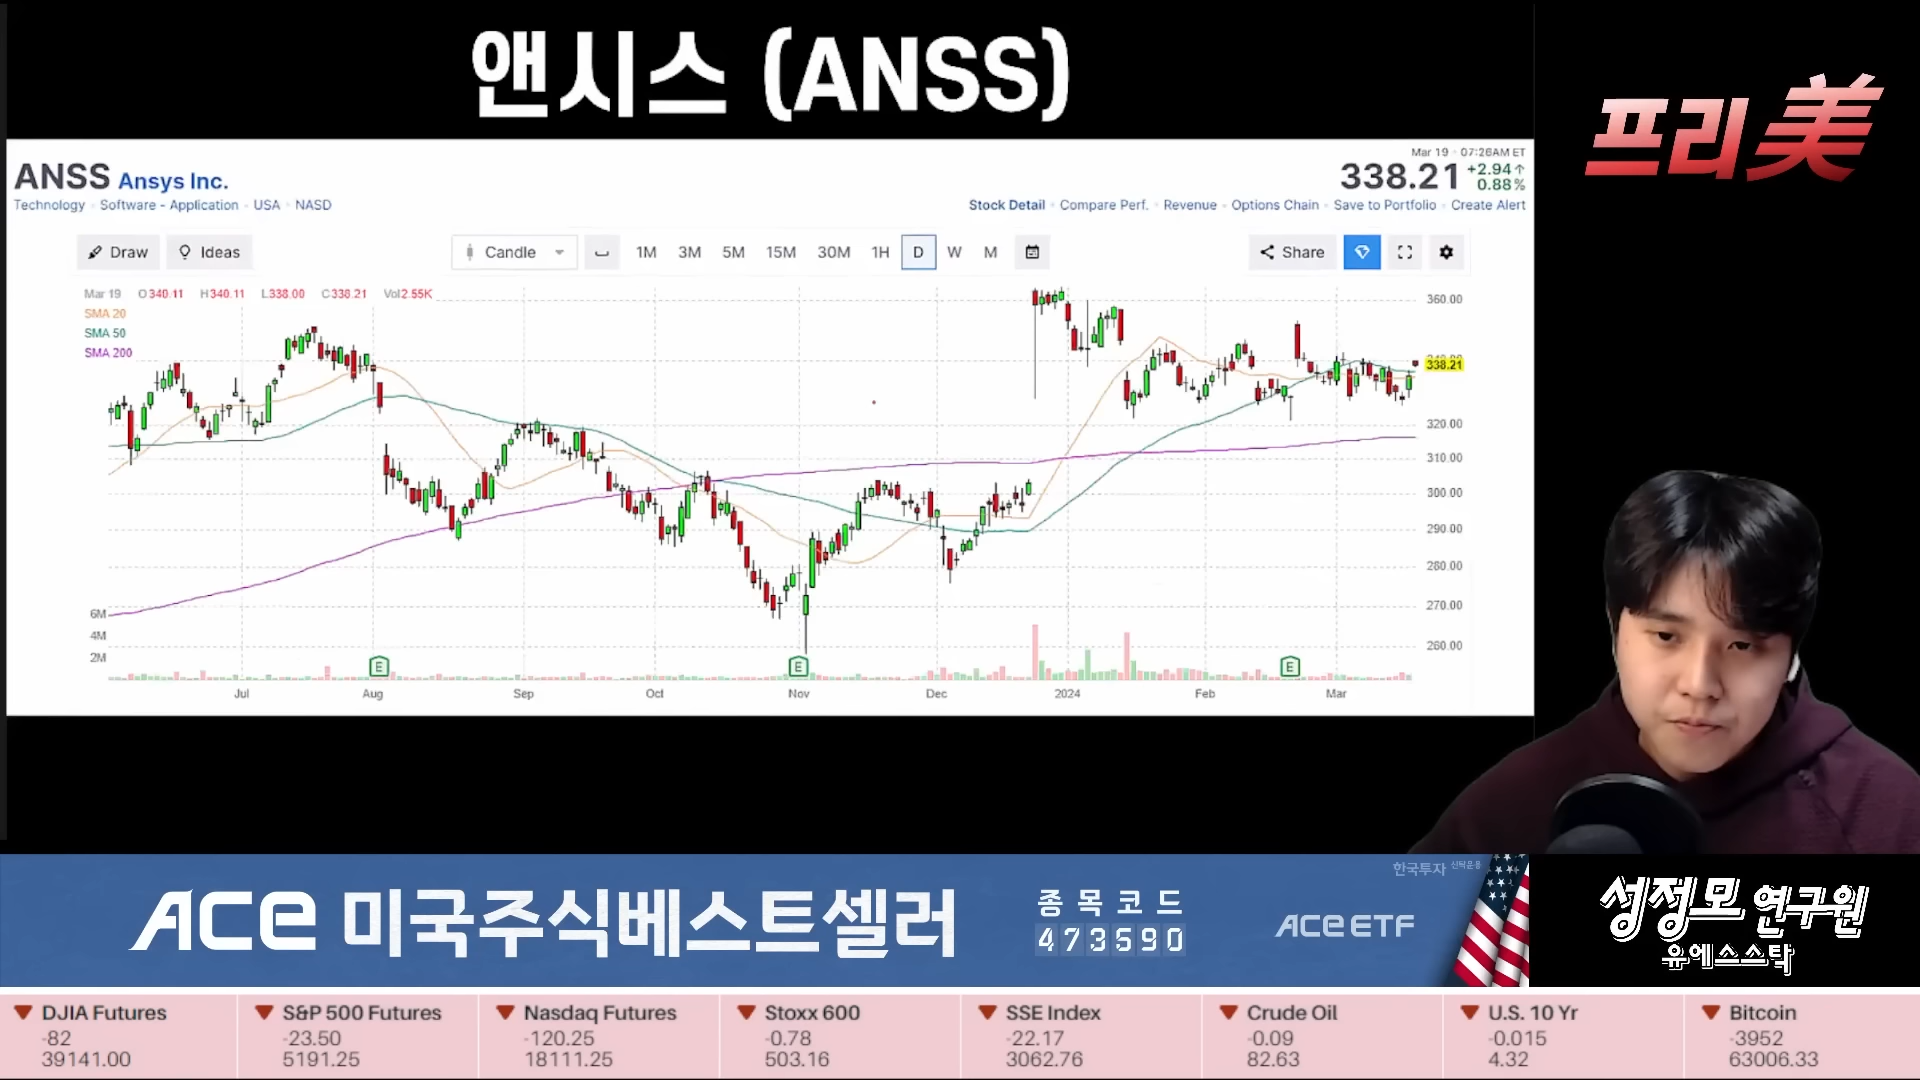 앤시스 (ANSS)
프리美
ANSS Ansys Inc.
Technology · Software - Application · USA · NASD
Mar 19 · 07:26AM ET
338.21 +2.94↑
0.88%
Stock Detail · Compare Perf. · Revenue · Options Chain · Save to Portfolio · Create Alert
Draw Ideas Candle 1M 3M 5M 15M 30M 1H D W M Share
Mar 19 O340.11 H340.11 L338.00 C338.21 Vol2.55K
SMA 20
SMA 50
SMA 200
360.00
338.21
320.00
310.00
300.00
290.00
280.00
270.00
260.00
6M
4M
2M
E E E
Jul Aug Sep Oct Nov Dec 2024 Feb Mar
한국투자 신탁운용
ACE 미국주식베스트셀러
종목코드
473590
ACE ETF
성정모 연구원
유에스스탁
DJIA Futures
-82
39141.00
S&P 500 Futures
-23.50
5191.25
Nasdaq Futures
-120.25
18111.25
Stoxx 600
-0.78
503.16
SSE Index
-22.17
3062.76
Crude Oil
-0.09
82.63
U.S. 10 Yr
-0.015
4.32
Bitcoin
-3952
63006.33